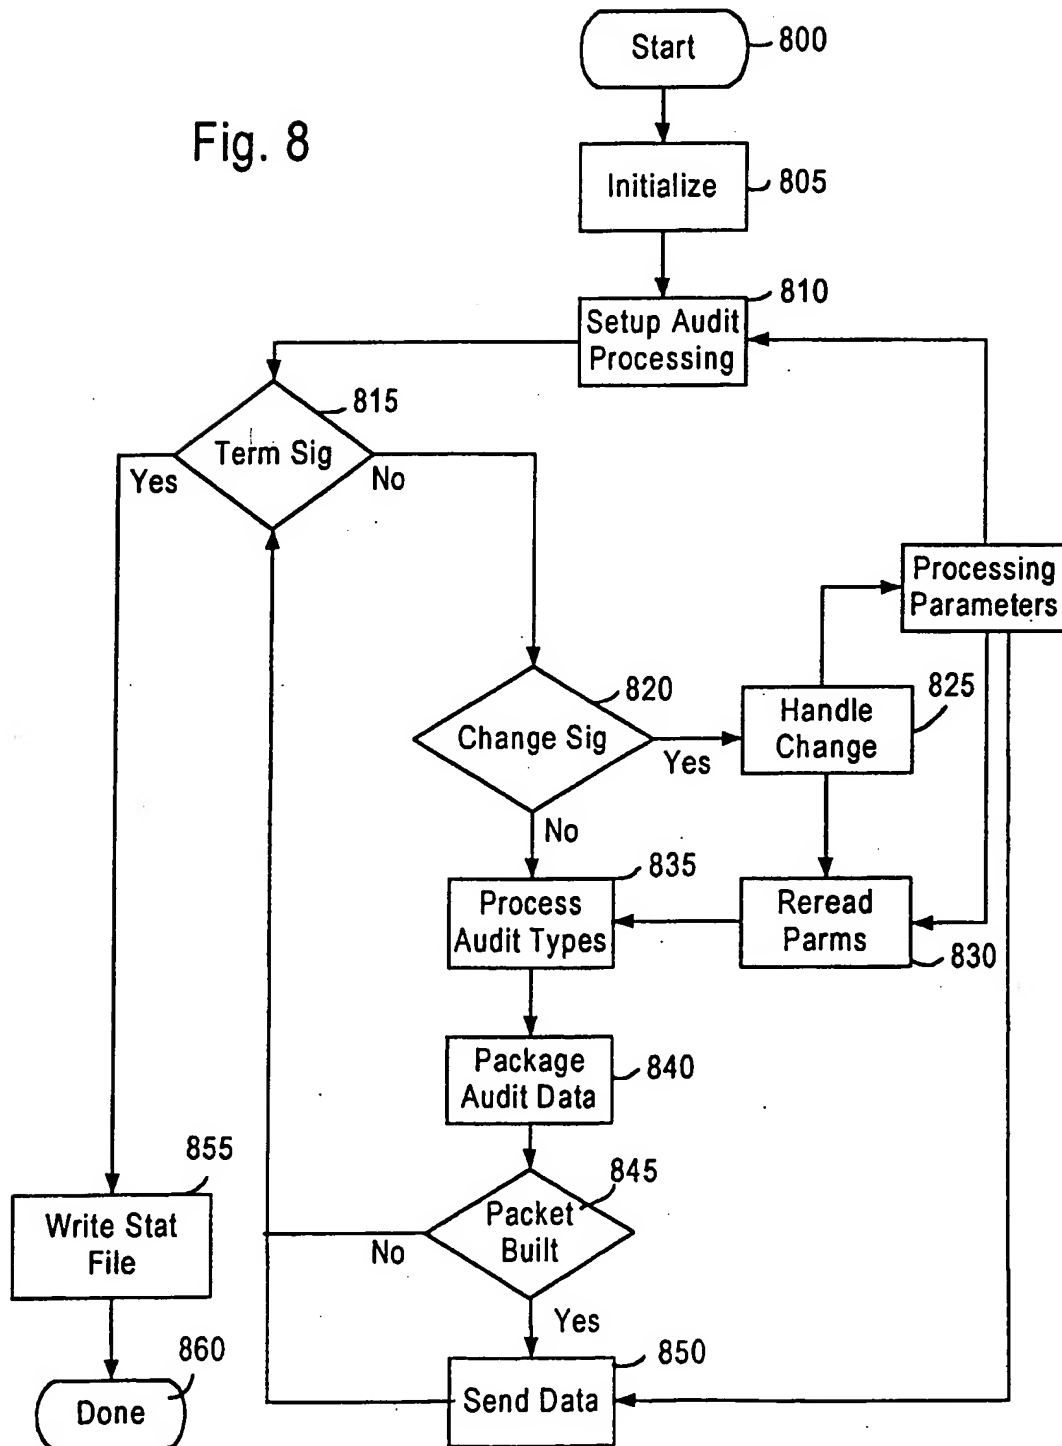 Start
800
Fig. 8
Initialize
805
810
Setup Audit
Processing
815
Term Sig
Yes
No
Processing
Parameters
820
Change Sig
Yes
No
825
Handle
Change
835
Process
Audit Types
Reread
Parms
830
Package
Audit Data
840
845
Packet
Built
No
Yes
855
Write Stat
File
850
Send Data
860
Done